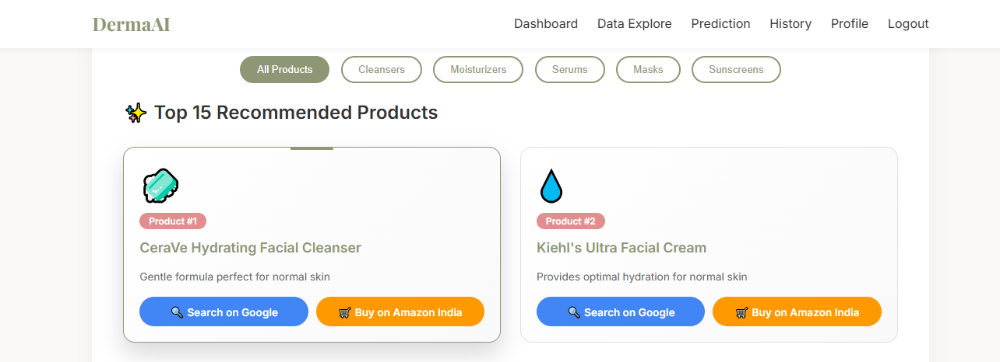 DermaAI
Dashboard Data Explore Prediction History Profile Logout
All Products Cleansers Moisturizers Serums Masks Sunscreens
✨ Top 15 Recommended Products
Product #1
CeraVe Hydrating Facial Cleanser
Gentle formula perfect for normal skin
🔍 Search on Google 🛒 Buy on Amazon India
Product #2
Kiehl's Ultra Facial Cream
Provides optimal hydration for normal skin
🔍 Search on Google 🛒 Buy on Amazon India